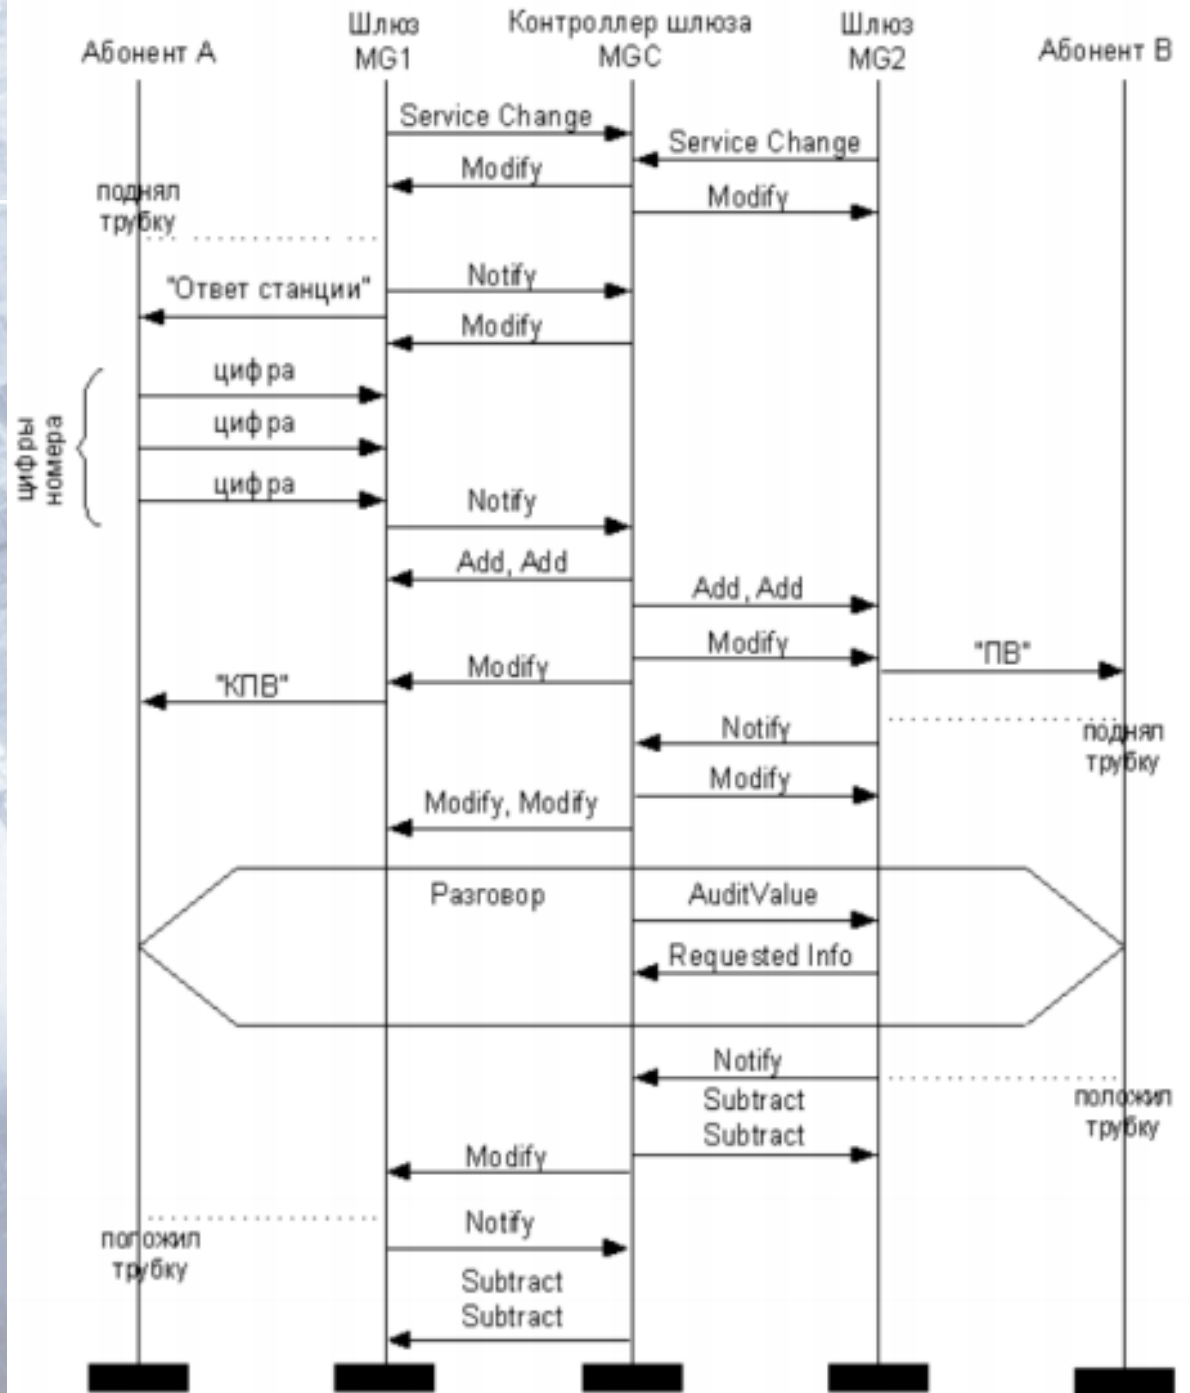 Абонент А
Шлюз
MG1
Контроллер шлюза
MGC
Шлюз
MG2
Абонент В
Service Change
Service Change
Modify
поднял
трубку
Modify
Notify
"Ответ станции"
Modify
цифры
номера
цифра
цифра
цифра
Notify
Add, Add
Add, Add
Modify
"ПВ"
Modify
"КПВ"
Notify
поднял
трубку
Modify
Modify, Modify
Разговор
AuditValue
Requested Info
Notify
положил
трубку
Subtract
Subtract
Modify
положил
трубку
Notify
Subtract
Subtract